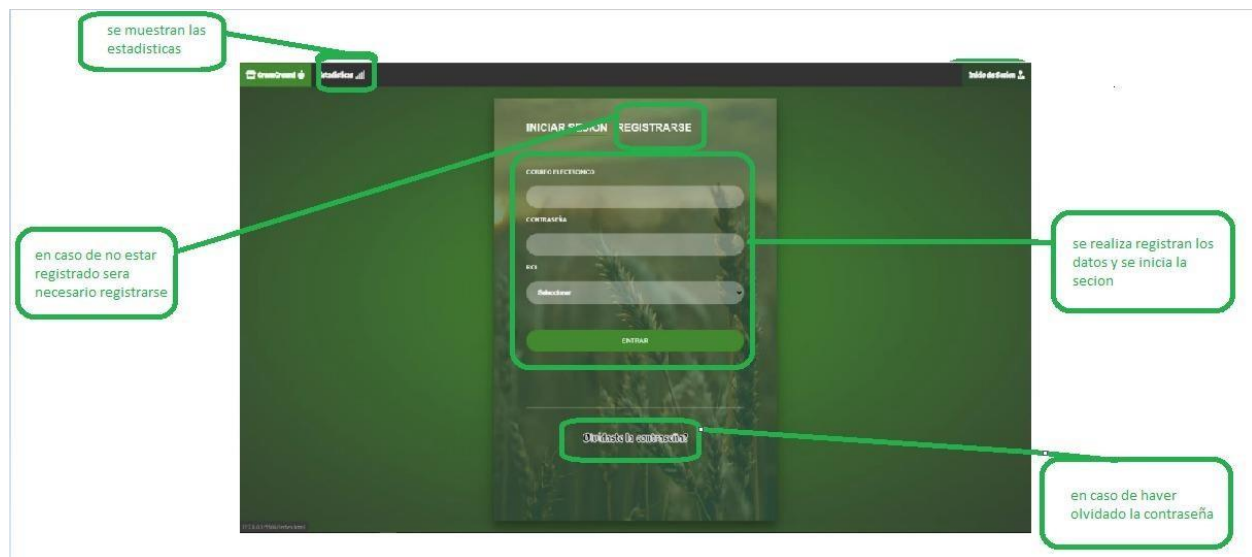 se muestran las
estadisticas
GreenGround
Estadisticas
Inicio de Sesion
INICIAR SESION REGISTRARSE
CORREO ELECTRONICO
CONTRASEÑA
ROL
Seleccionar
ENTRAR
Olvidaste la contraseña?
en caso de no estar
registrado sera
necesario registrarse
se realiza registran los
datos y se inicia la
secion
en caso de haver
olvidado la contraseña